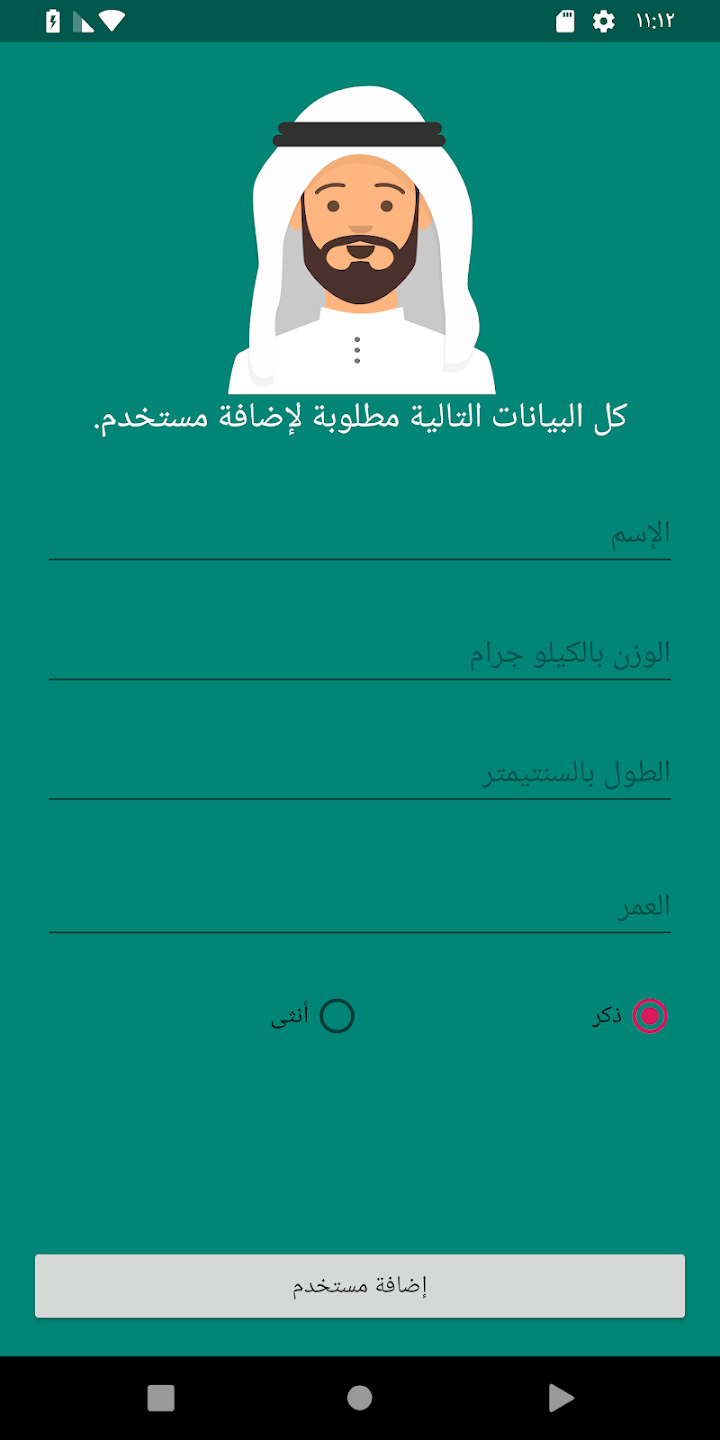 ١١:١٢
كل البيانات التالية مطلوبة لإضافة مستخدم.
الإسم
الوزن بالكيلو جرام
الطول بالسنتيمتر
العمر
ذكر
أنثى
إضافة مستخدم